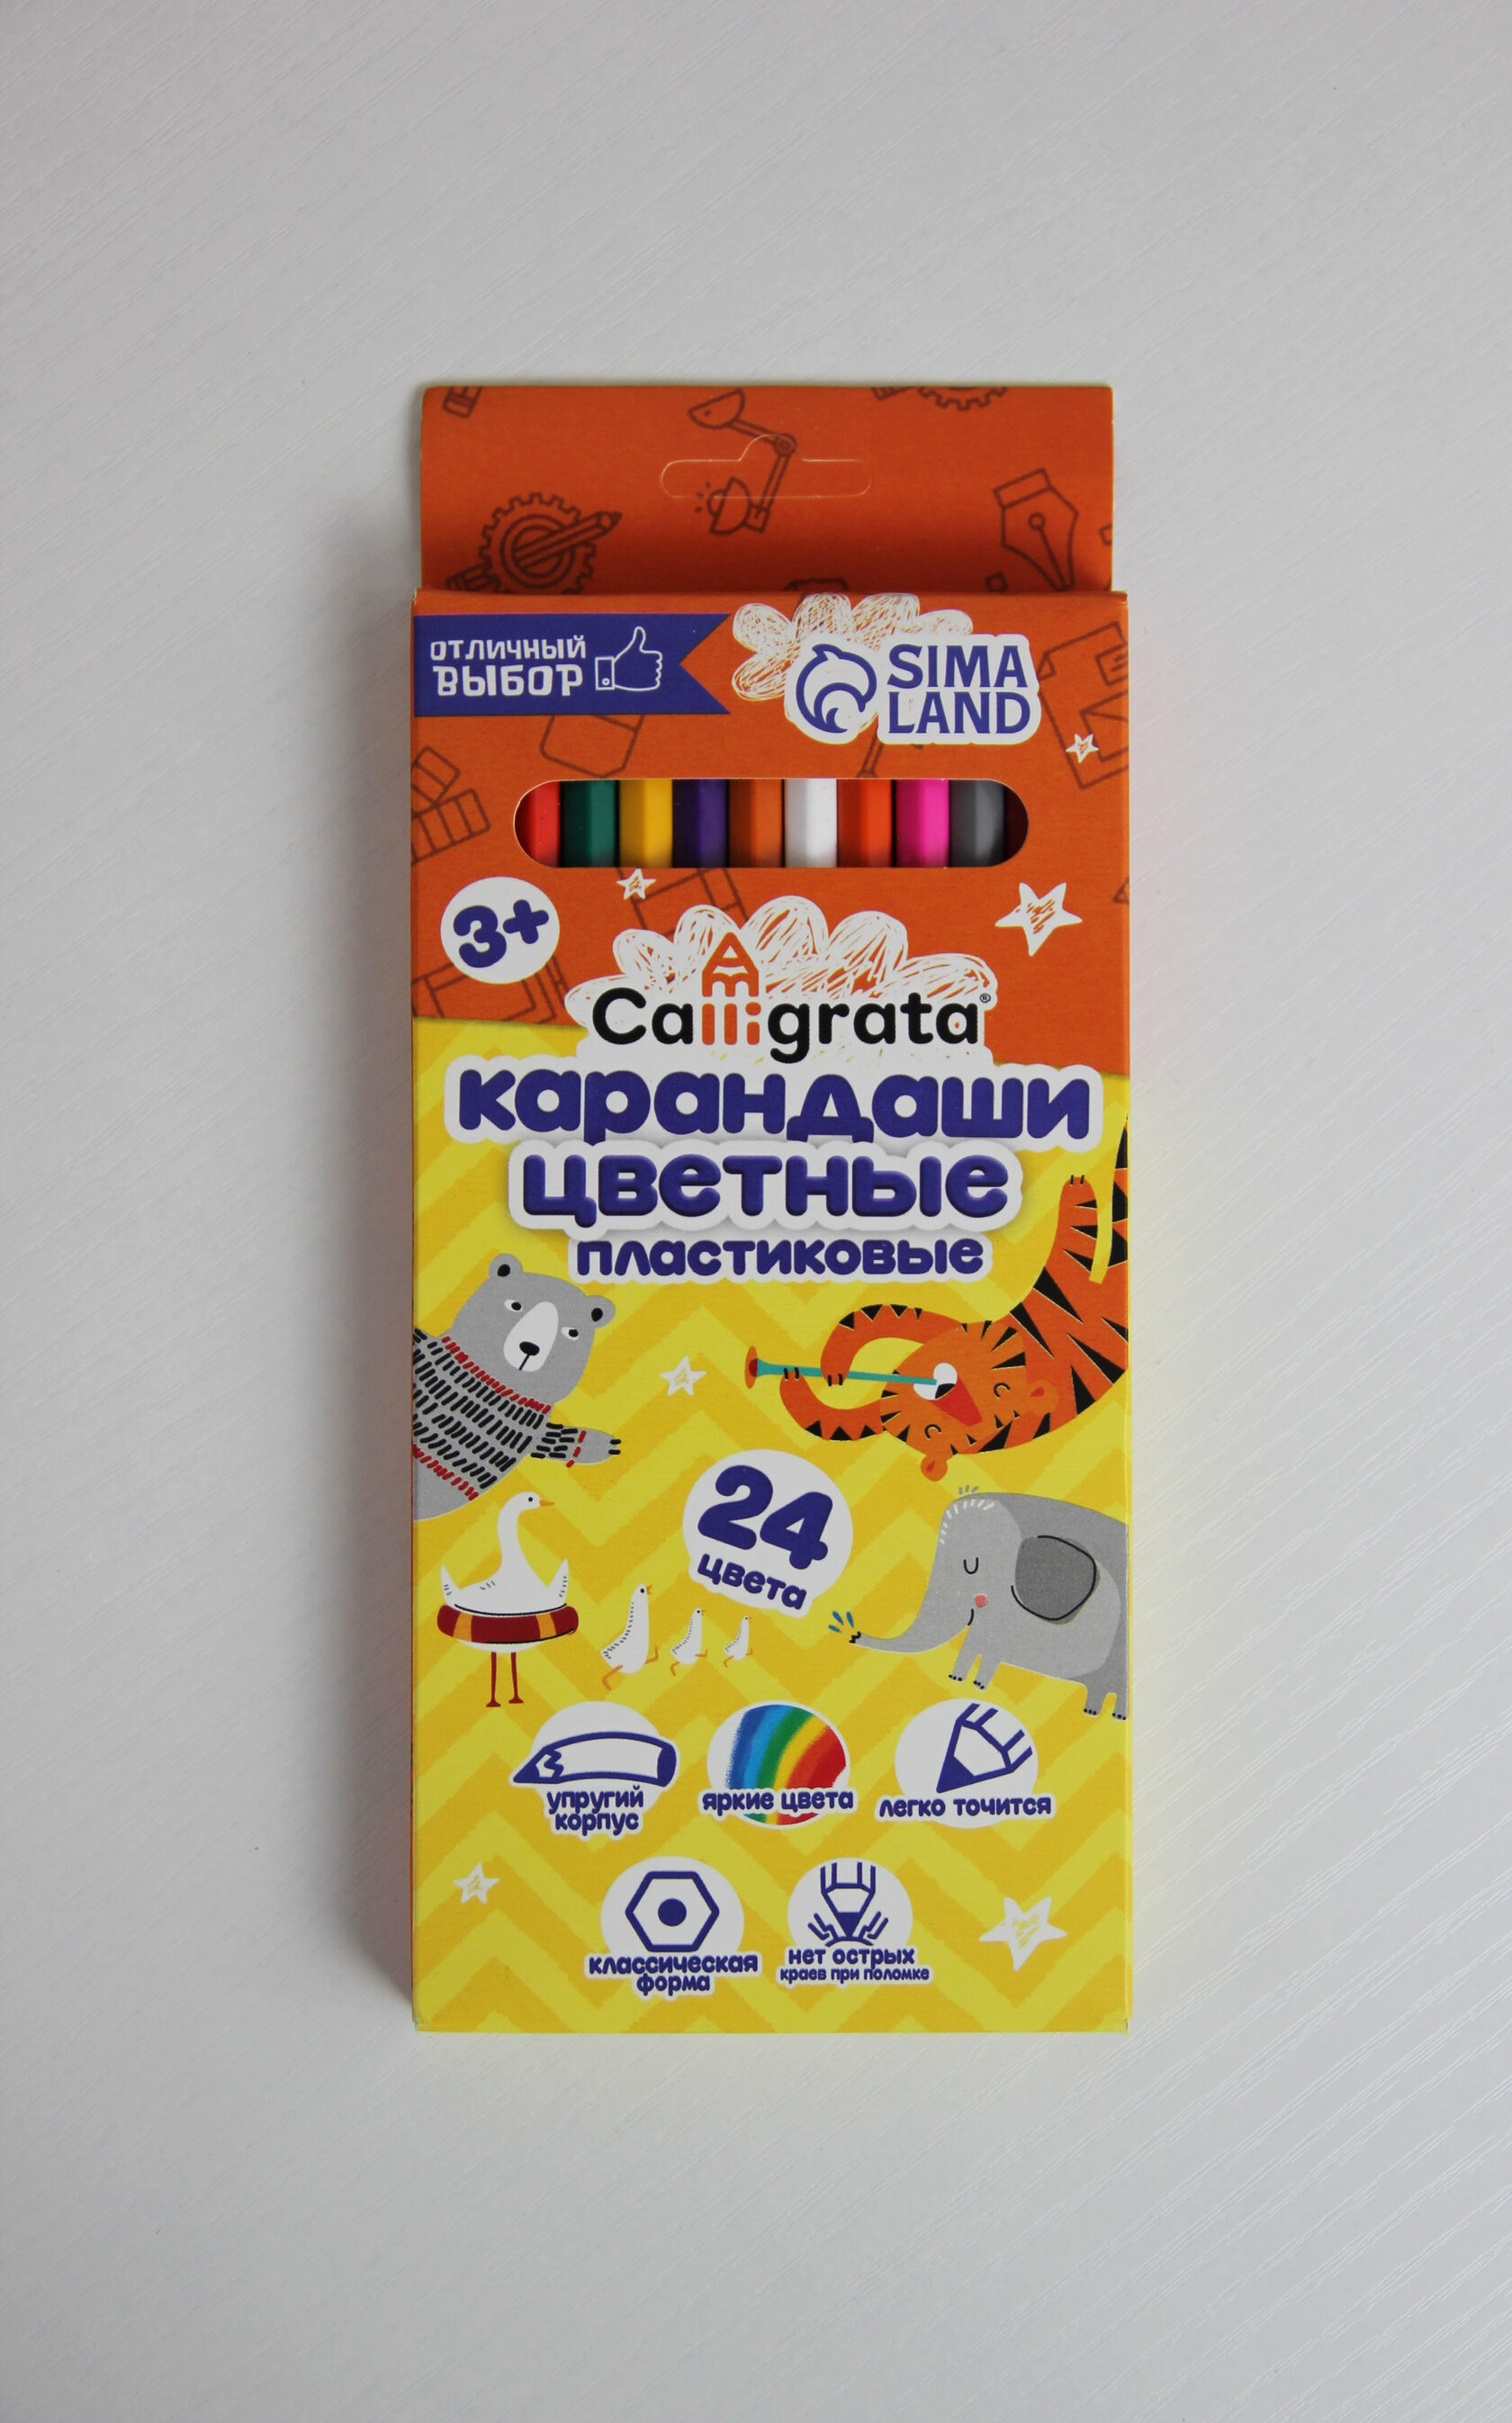 ОТЛИЧНЫЙ
ВЫБОР
SIMA
LAND
3+
Calligrata®
карандаши
цветные
пластиковые
24
цвета
упругий
корпус
яркие цвета
легко точится
классическая
форма
нет острых
краев при поломке